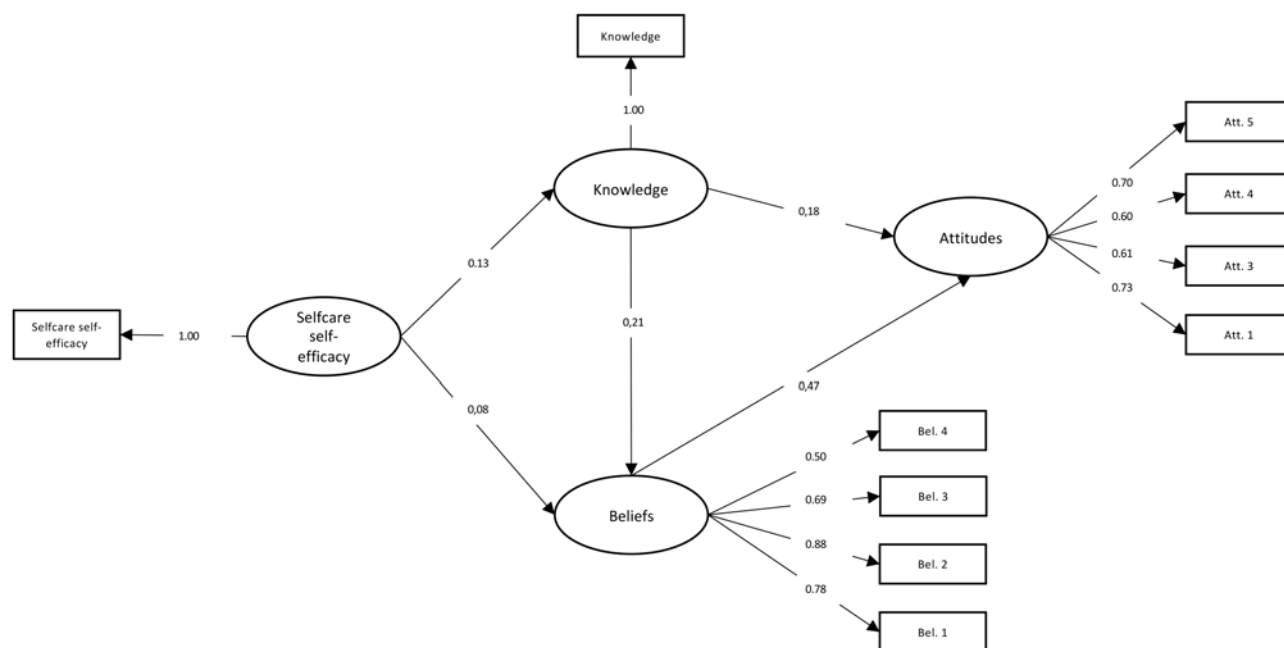 Knowledge
1.00
Att. 5
Knowledge
0.70
Att. 4
0,18
0.60
Attitudes
0.61
Att. 3
0.13
0.73
Selfcare self-
efficacy
1.00
Selfcare
self-
efficacy
0,21
Att. 1
0,47
0,08
Bel. 4
0.50
Beliefs
0.69
Bel. 3
0.88
Bel. 2
0.78
Bel. 1